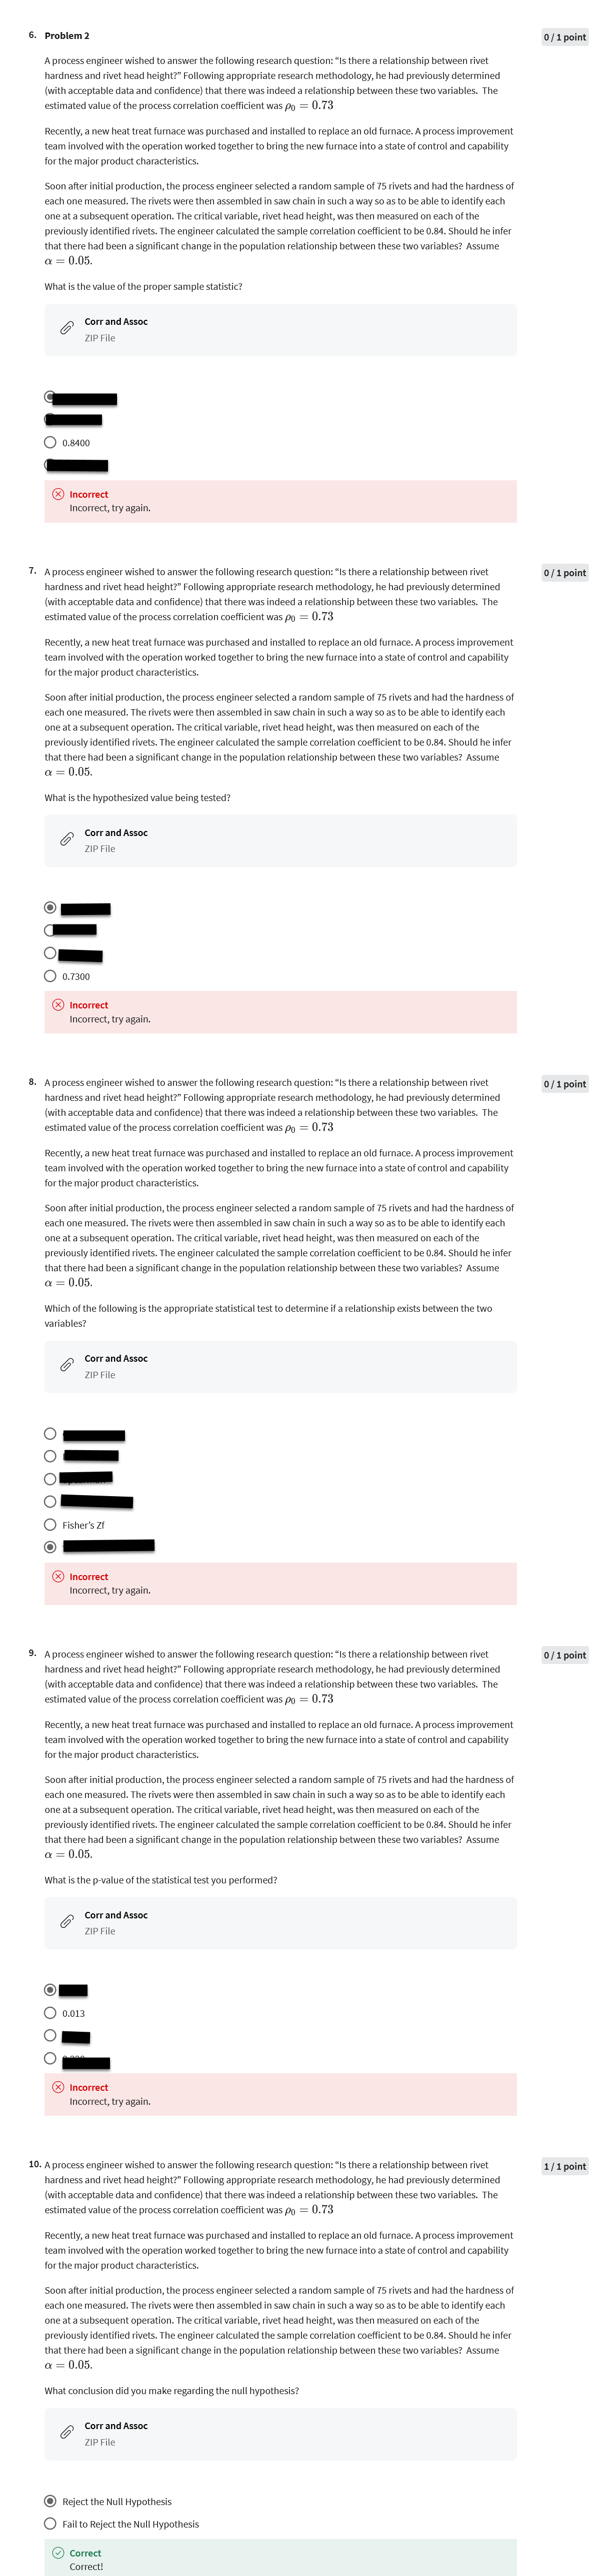 6. Problem 2
0 / 1 point
A process engineer wished to answer the following research question: “Is there a relationship between rivet
hardness and rivet head height?” Following appropriate research methodology, he had previously determined
(with acceptable data and confidence) that there was indeed a relationship between these two variables. The
estimated value of the process correlation coefficient was ρ₀ = 0.73
Recently, a new heat treat furnace was purchased and installed to replace an old furnace. A process improvement
team involved with the operation worked together to bring the new furnace into a state of control and capability
for the major product characteristics.
Soon after initial production, the process engineer selected a random sample of 75 rivets and had the hardness of
each one measured. The rivets were then assembled in saw chain in such a way so as to be able to identify each
one at a subsequent operation. The critical variable, rivet head height, was then measured on each of the
previously identified rivets. The engineer calculated the sample correlation coefficient to be 0.84. Should he infer
that there had been a significant change in the population relationship between these two variables? Assume
α = 0.05.
What is the value of the proper sample statistic?
Corr and Assoc
ZIP File
0.8400
Incorrect
Incorrect, try again.
7. A process engineer wished to answer the following research question: “Is there a relationship between rivet
0 / 1 point
hardness and rivet head height?” Following appropriate research methodology, he had previously determined
(with acceptable data and confidence) that there was indeed a relationship between these two variables. The
estimated value of the process correlation coefficient was ρ₀ = 0.73
Recently, a new heat treat furnace was purchased and installed to replace an old furnace. A process improvement
team involved with the operation worked together to bring the new furnace into a state of control and capability
for the major product characteristics.
Soon after initial production, the process engineer selected a random sample of 75 rivets and had the hardness of
each one measured. The rivets were then assembled in saw chain in such a way so as to be able to identify each
one at a subsequent operation. The critical variable, rivet head height, was then measured on each of the
previously identified rivets. The engineer calculated the sample correlation coefficient to be 0.84. Should he infer
that there had been a significant change in the population relationship between these two variables? Assume
α = 0.05.
What is the hypothesized value being tested?
Corr and Assoc
ZIP File
0.7300
Incorrect
Incorrect, try again.
8. A process engineer wished to answer the following research question: “Is there a relationship between rivet
0 / 1 point
hardness and rivet head height?” Following appropriate research methodology, he had previously determined
(with acceptable data and confidence) that there was indeed a relationship between these two variables. The
estimated value of the process correlation coefficient was ρ₀ = 0.73
Recently, a new heat treat furnace was purchased and installed to replace an old furnace. A process improvement
team involved with the operation worked together to bring the new furnace into a state of control and capability
for the major product characteristics.
Soon after initial production, the process engineer selected a random sample of 75 rivets and had the hardness of
each one measured. The rivets were then assembled in saw chain in such a way so as to be able to identify each
one at a subsequent operation. The critical variable, rivet head height, was then measured on each of the
previously identified rivets. The engineer calculated the sample correlation coefficient to be 0.84. Should he infer
that there had been a significant change in the population relationship between these two variables? Assume
α = 0.05.
Which of the following is the appropriate statistical test to determine if a relationship exists between the two
variables?
Corr and Assoc
ZIP File
Fisher’s Zf
Incorrect
Incorrect, try again.
9. A process engineer wished to answer the following research question: “Is there a relationship between rivet
0 / 1 point
hardness and rivet head height?” Following appropriate research methodology, he had previously determined
(with acceptable data and confidence) that there was indeed a relationship between these two variables. The
estimated value of the process correlation coefficient was ρ₀ = 0.73
Recently, a new heat treat furnace was purchased and installed to replace an old furnace. A process improvement
team involved with the operation worked together to bring the new furnace into a state of control and capability
for the major product characteristics.
Soon after initial production, the process engineer selected a random sample of 75 rivets and had the hardness of
each one measured. The rivets were then assembled in saw chain in such a way so as to be able to identify each
one at a subsequent operation. The critical variable, rivet head height, was then measured on each of the
previously identified rivets. The engineer calculated the sample correlation coefficient to be 0.84. Should he infer
that there had been a significant change in the population relationship between these two variables? Assume
α = 0.05.
What is the p-value of the statistical test you performed?
Corr and Assoc
ZIP File
0.013
Incorrect
Incorrect, try again.
10. A process engineer wished to answer the following research question: “Is there a relationship between rivet
1 / 1 point
hardness and rivet head height?” Following appropriate research methodology, he had previously determined
(with acceptable data and confidence) that there was indeed a relationship between these two variables. The
estimated value of the process correlation coefficient was ρ₀ = 0.73
Recently, a new heat treat furnace was purchased and installed to replace an old furnace. A process improvement
team involved with the operation worked together to bring the new furnace into a state of control and capability
for the major product characteristics.
Soon after initial production, the process engineer selected a random sample of 75 rivets and had the hardness of
each one measured. The rivets were then assembled in saw chain in such a way so as to be able to identify each
one at a subsequent operation. The critical variable, rivet head height, was then measured on each of the
previously identified rivets. The engineer calculated the sample correlation coefficient to be 0.84. Should he infer
that there had been a significant change in the population relationship between these two variables? Assume
α = 0.05.
What conclusion did you make regarding the null hypothesis?
Corr and Assoc
ZIP File
Reject the Null Hypothesis
Fail to Reject the Null Hypothesis
Correct
Correct!